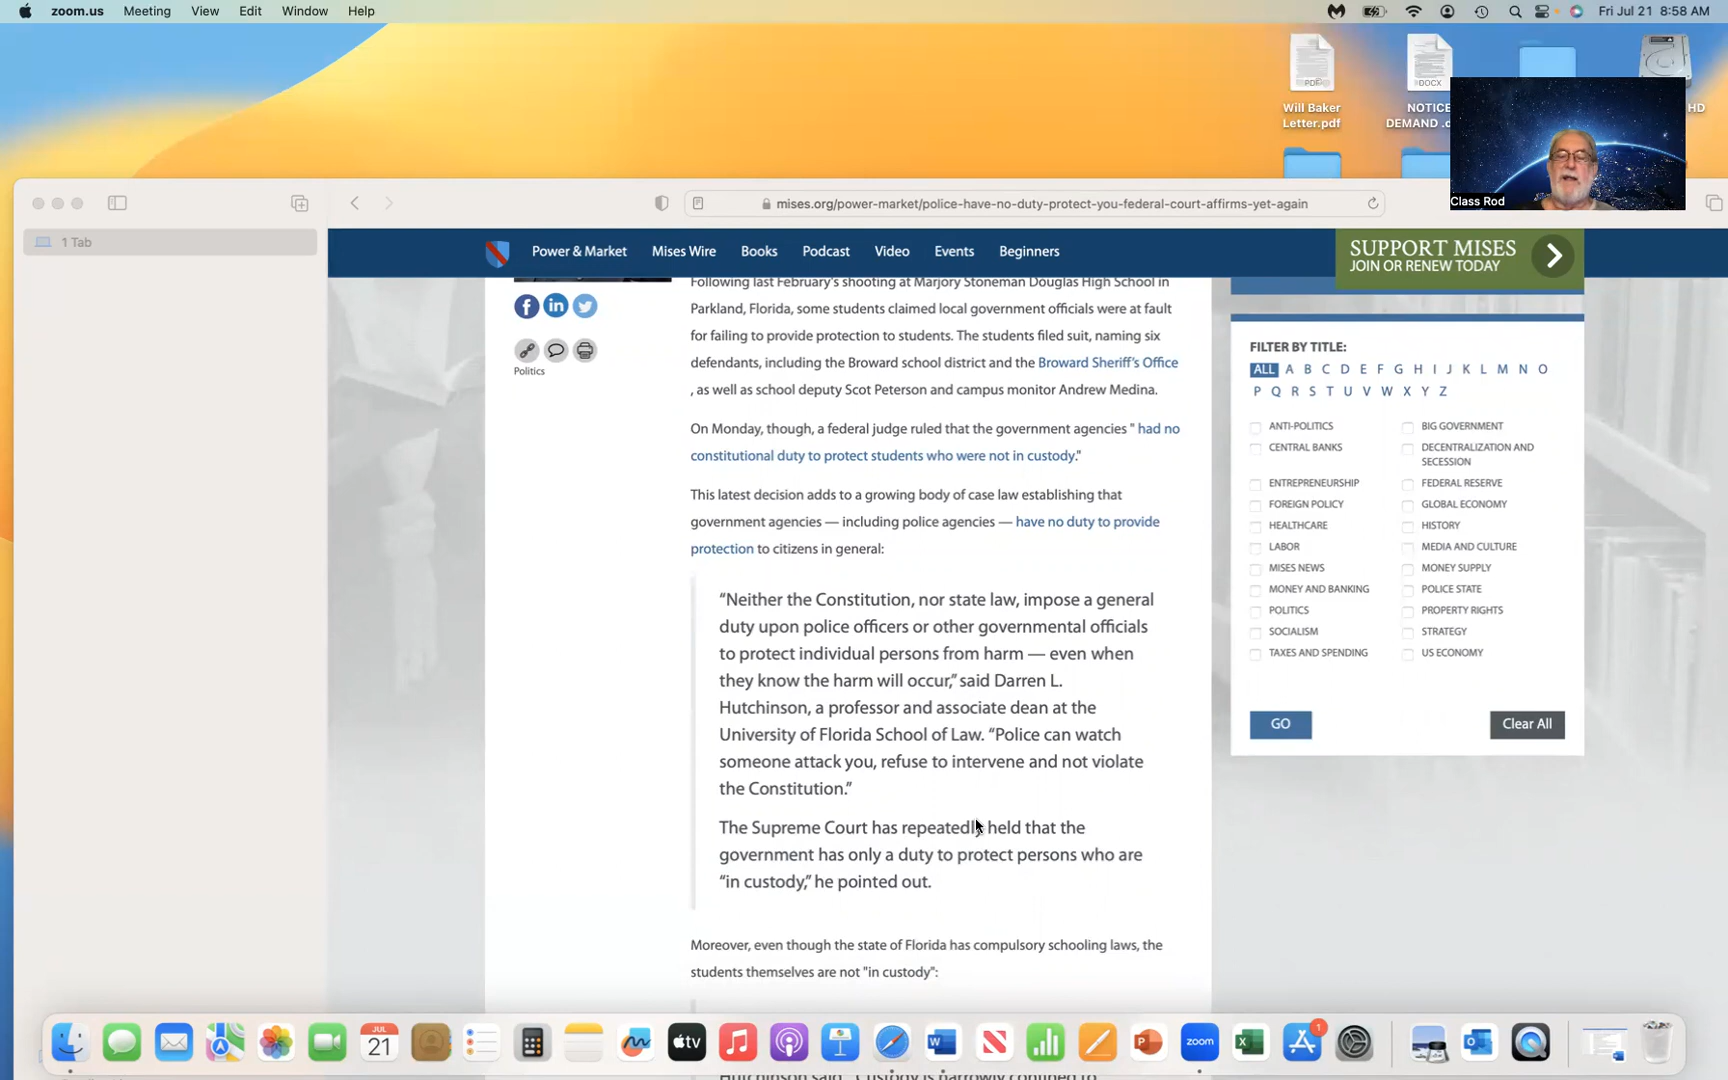 zoom.us Meeting View Edit Window Help
Fri Jul 21 8:58 AM
PDF
DOCX
Will Baker
Letter.pdf
NOTICE
DEMAND
HD
Class Rod
1 Tab
mises.org/power-market/police-have-no-duty-protect-you-federal-court-affirms-yet-again
Power & Market Mises Wire Books Podcast Video Events Beginners
SUPPORT MISES
JOIN OR RENEW TODAY
Politics
Following last February's shooting at Marjory Stoneman Douglas High School in
Parkland, Florida, some students claimed local government officials were at fault
for failing to provide protection to students. The students filed suit, naming six
defendants, including the Broward school district and the Broward Sheriff's Office
, as well as school deputy Scot Peterson and campus monitor Andrew Medina.
On Monday, though, a federal judge ruled that the government agencies " had no
constitutional duty to protect students who were not in custody."
This latest decision adds to a growing body of case law establishing that
government agencies — including police agencies — have no duty to provide
protection to citizens in general:
“Neither the Constitution, nor state law, impose a general
duty upon police officers or other governmental officials
to protect individual persons from harm — even when
they know the harm will occur,” said Darren L.
Hutchinson, a professor and associate dean at the
University of Florida School of Law. “Police can watch
someone attack you, refuse to intervene and not violate
the Constitution.”
The Supreme Court has repeatedly held that the
government has only a duty to protect persons who are
“in custody,” he pointed out.
Moreover, even though the state of Florida has compulsory schooling laws, the
students themselves are not "in custody":
Hutchinson said. “Custody is narrowly confined to
FILTER BY TITLE:
ALL A B C D E F G H I J K L M N O
P Q R S T U V W X Y Z
ANTI-POLITICS
BIG GOVERNMENT
CENTRAL BANKS
DECENTRALIZATION AND
SECESSION
ENTREPRENEURSHIP
FEDERAL RESERVE
FOREIGN POLICY
GLOBAL ECONOMY
HEALTHCARE
HISTORY
LABOR
MEDIA AND CULTURE
MISES NEWS
MONEY SUPPLY
MONEY AND BANKING
POLICE STATE
POLITICS
PROPERTY RIGHTS
SOCIALISM
STRATEGY
TAXES AND SPENDING
US ECONOMY
GO
Clear All
JUL
21
tv
zoom
1